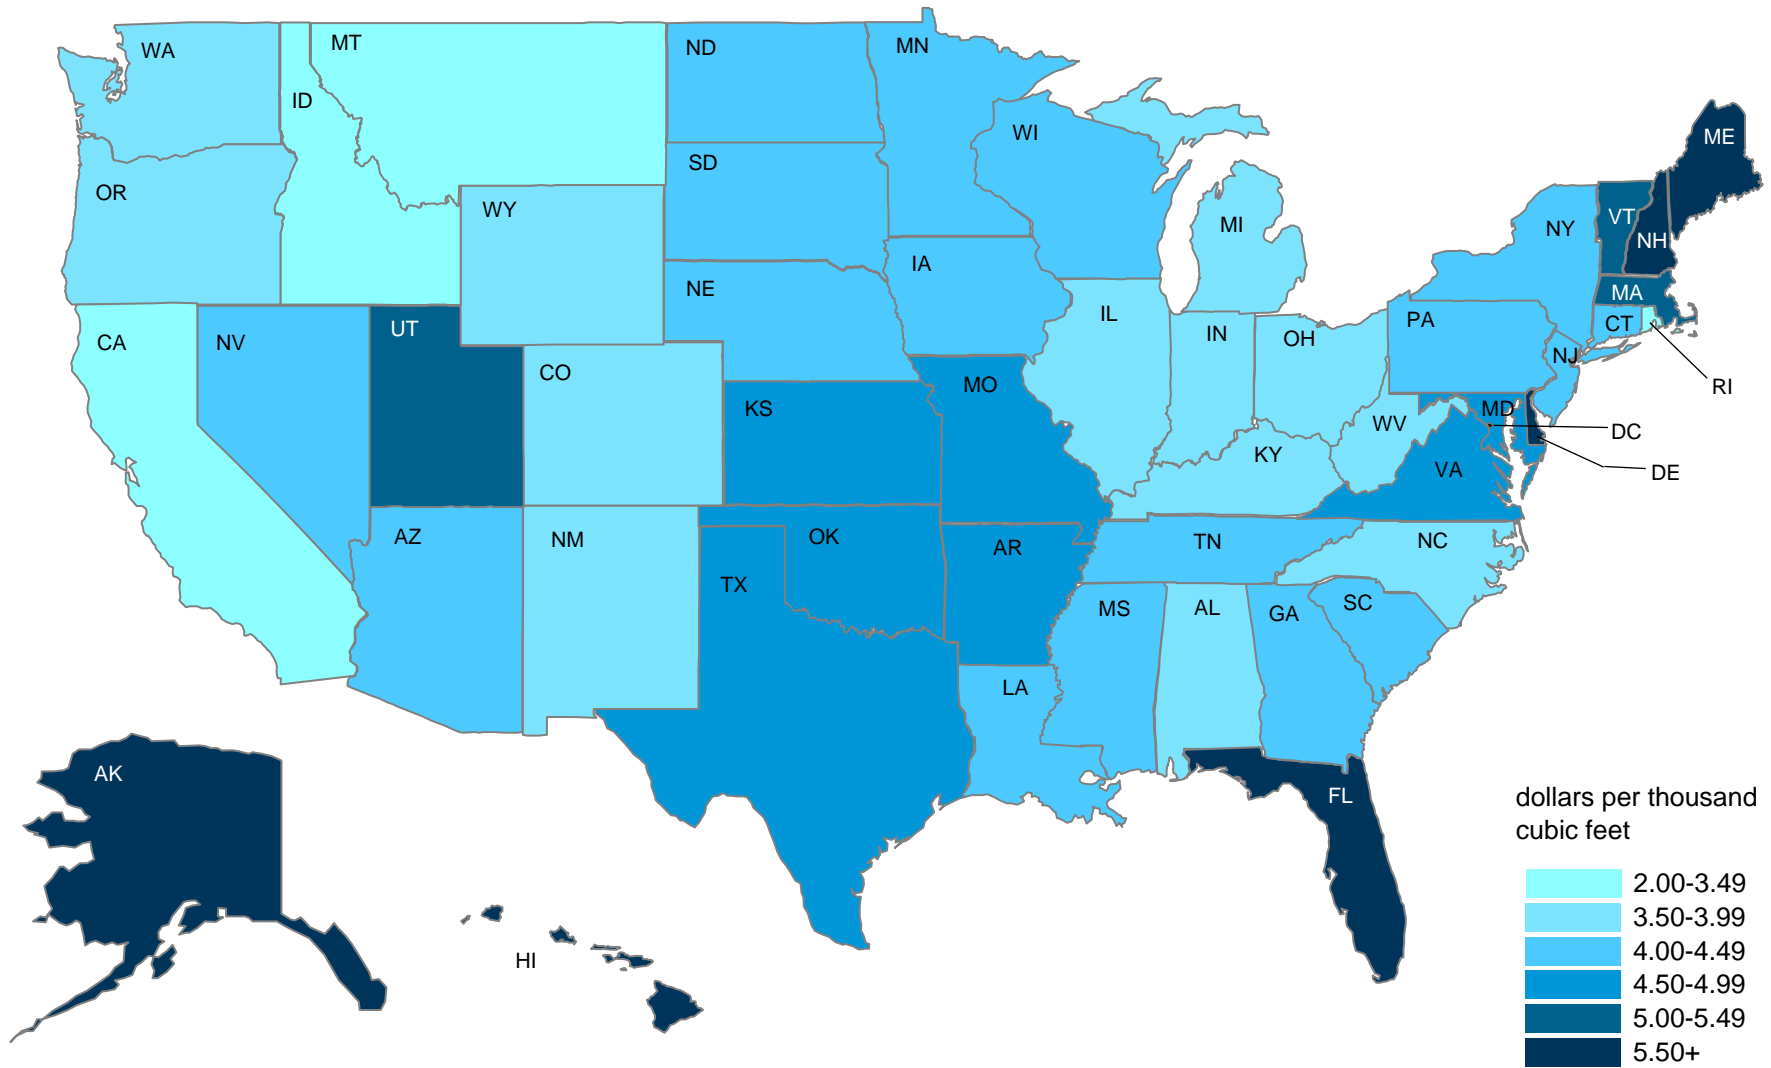 WA
MT
ND
MN
ID
WI
ME
SD
OR
WY
MI
VT
NY
NH
IA
NE
MA
IL
CT
PA
UT
IN
OH
CA
NV
NJ
CO
MO
RI
KS
MD
WV
DC
KY
VA
DE
AZ
NM
OK
AR
TN
NC
TX
MS
AL
GA
SC
LA
AK
FL
HI
dollars per thousand
cubic feet
2.00-3.49
3.50-3.99
4.00-4.49
4.50-4.99
5.00-5.49
5.50+